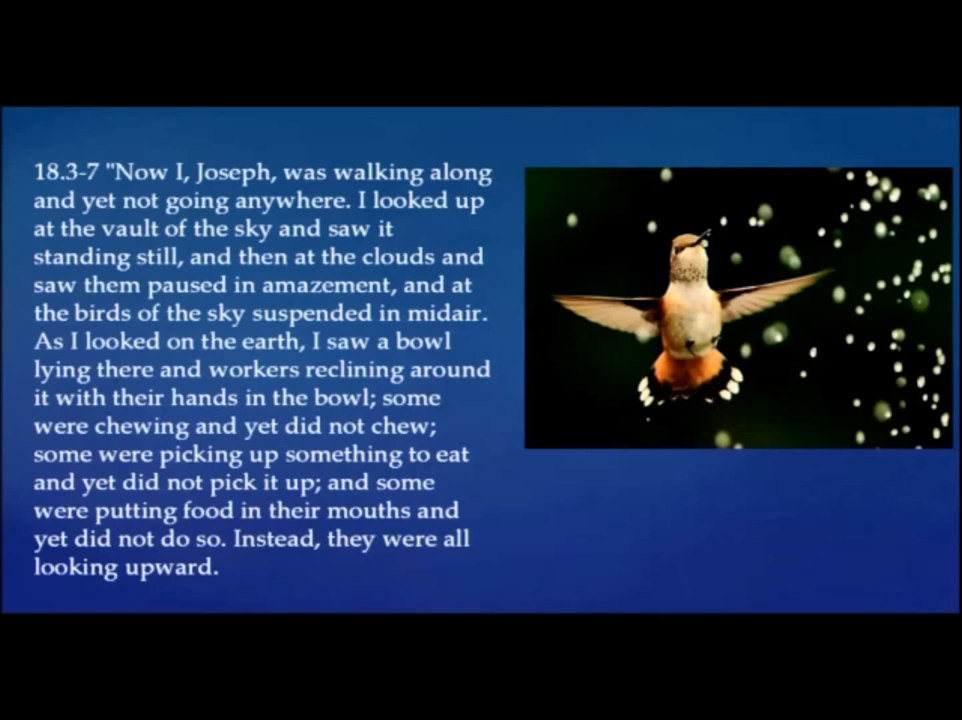 18.3-7 "Now I, Joseph, was walking along
and yet not going anywhere. I looked up
at the vault of the sky and saw it
standing still, and then at the clouds and
saw them paused in amazement, and at
the birds of the sky suspended in midair.
As I looked on the earth, I saw a bowl
lying there and workers reclining around
it with their hands in the bowl; some
were chewing and yet did not chew;
some were picking up something to eat
and yet did not pick it up; and some
were putting food in their mouths and
yet did not do so. Instead, they were all
looking upward.